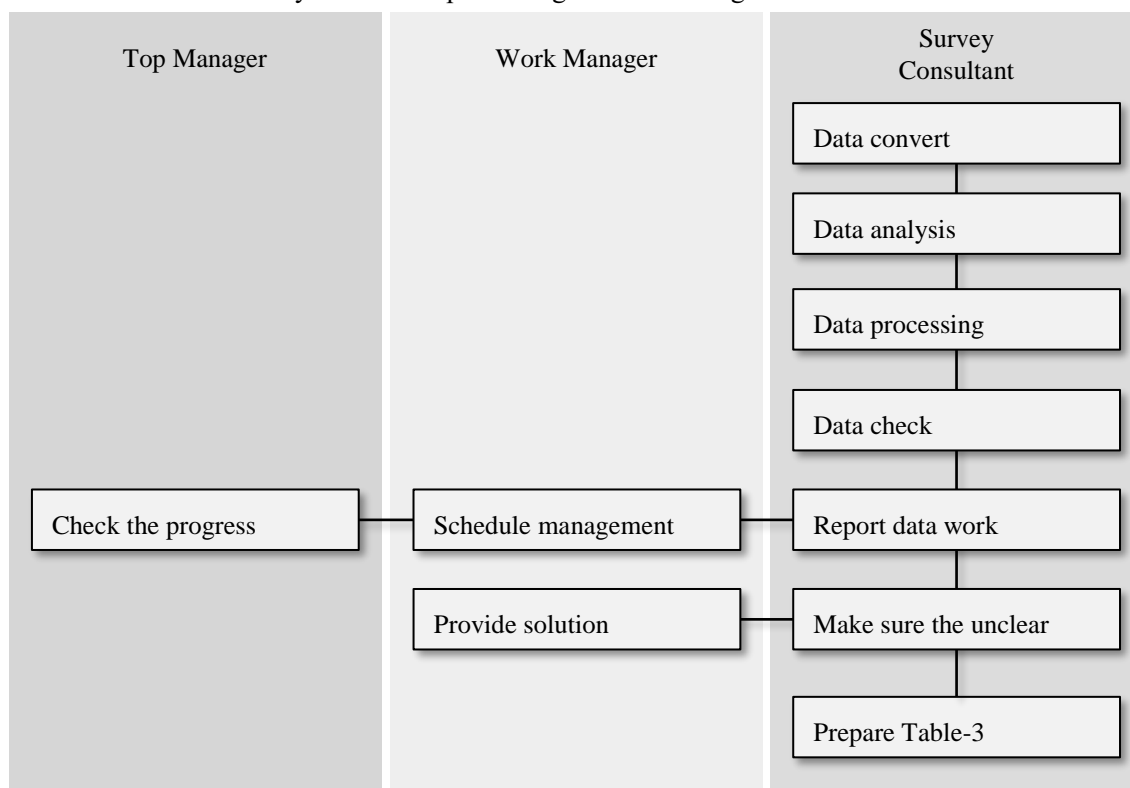 Top Manager
Work Manager
Survey
Consultant
Data convert
Data analysis
Data processing
Data check
Check the progress
Schedule management
Report data work
Provide solution
Make sure the unclear
Prepare Table-3